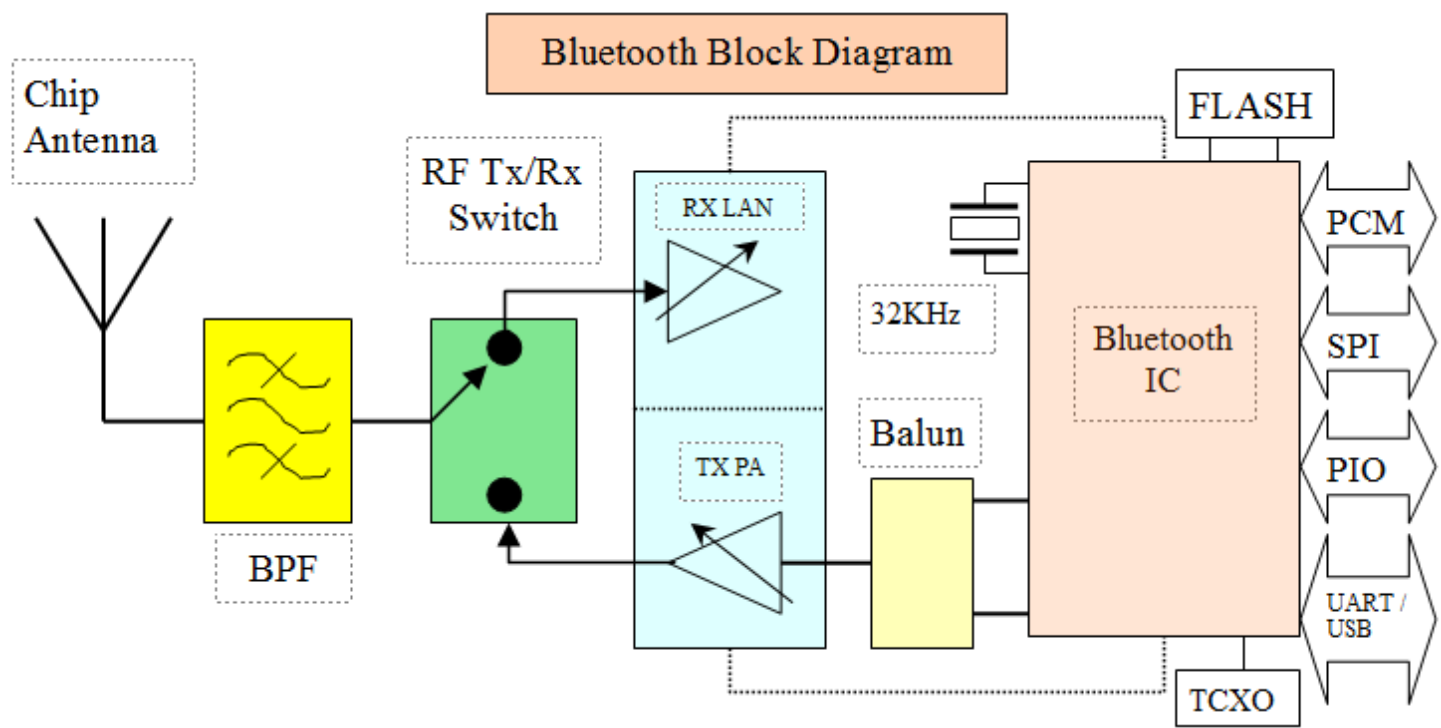 Bluetooth Block Diagram
Chip
Antenna
RF Tx/Rx
Switch
RX LAN
FLASH
PCM
32KHz
Bluetooth
IC
SPI
Balun
TX PA
PIO
BPF
UART /
USB
TCXO